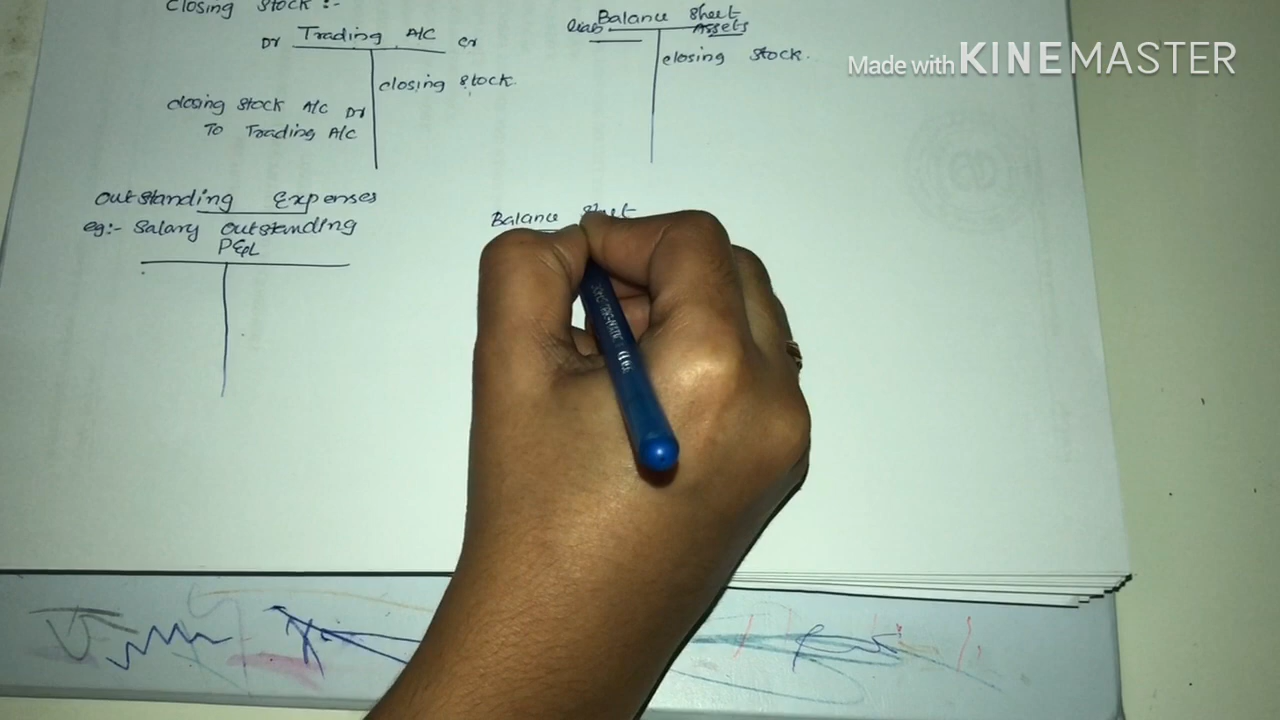 Closing Stock :-
Dr Trading A/C Cr
closing stock.
closing stock A/C Dr
To Trading A/C
Balance Sheet
Liab Assets
closing stock.
Made with KINEMASTER
Outstanding Expenses
eg:- Salary outstanding
P&L
Balance Sheet